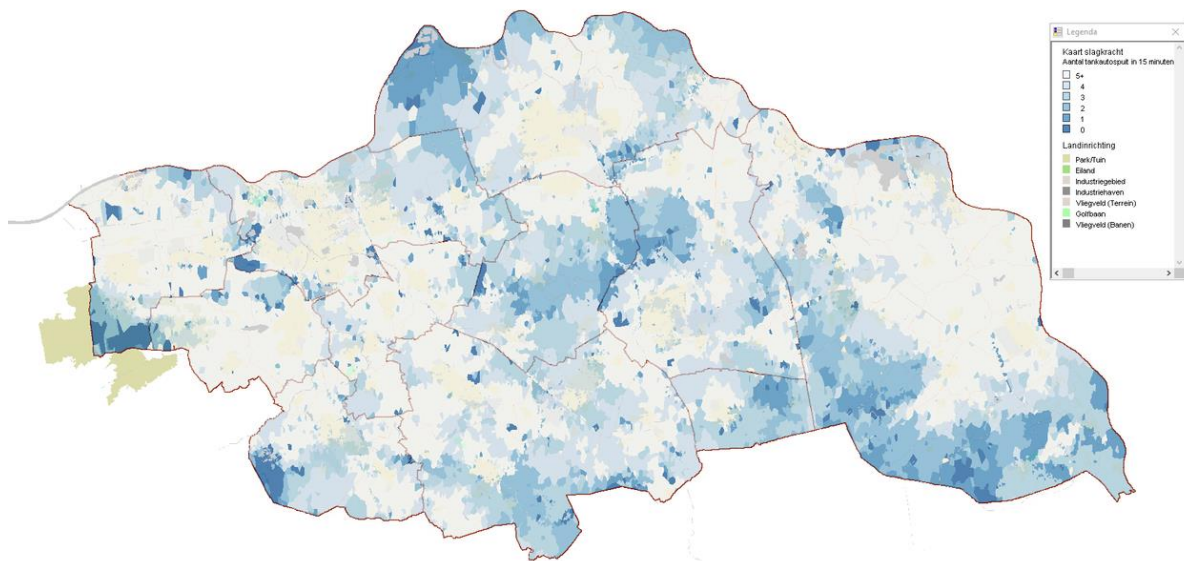 Legenda
Kaart slagkracht
Aantal tankautospuit in 15 minuten
5+
4
3
2
1
0
Landinrichting
Park/Tuin
Eiland
Industriegebied
Industriehaven
Vliegveld (Terrein)
Golfbaan
Vliegveld (Banen)